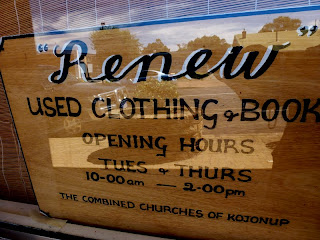 "Renew"
USED CLOTHING & BOOK
OPENING HOURS
TUES & THURS
10-00am — 2-00pm
THE COMBINED CHURCHES OF KOJONUP